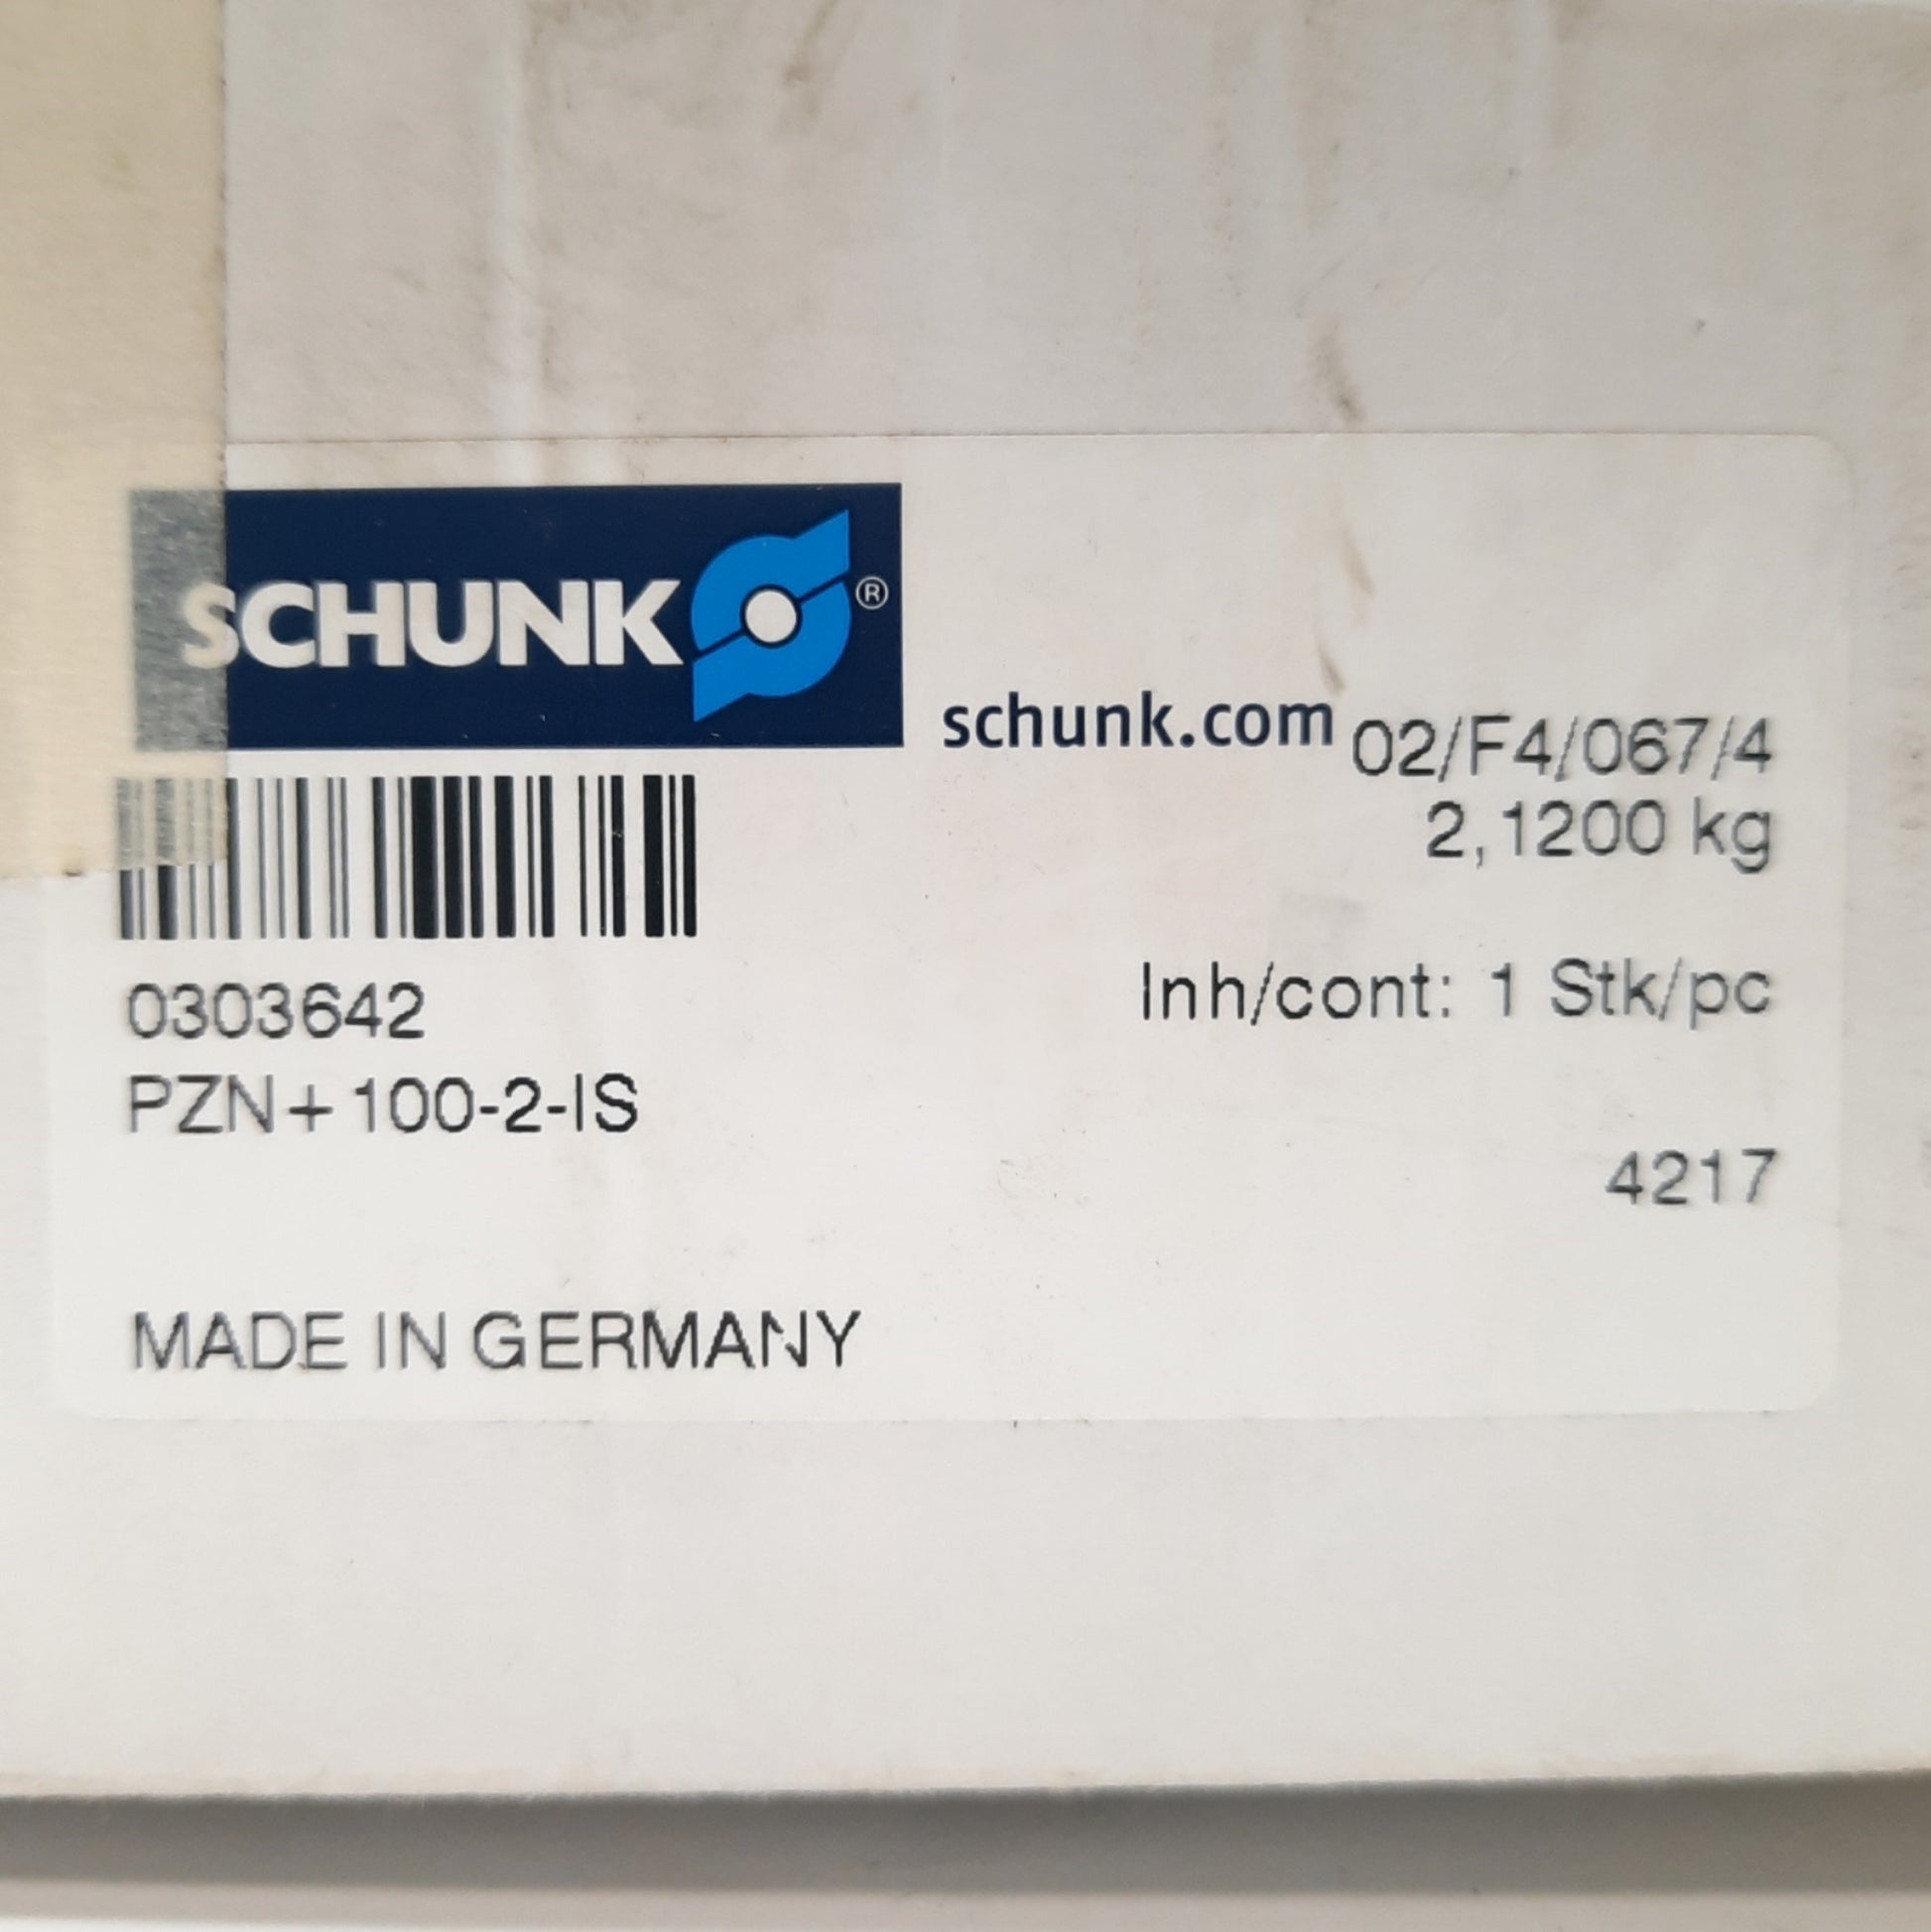 SCHUNK ®
schunk.com
02/F4/067/4
2,1200 kg
0303642
Inh/cont: 1 Stk/pc
PZN+100-2-IS
4217
MADE IN GERMANY